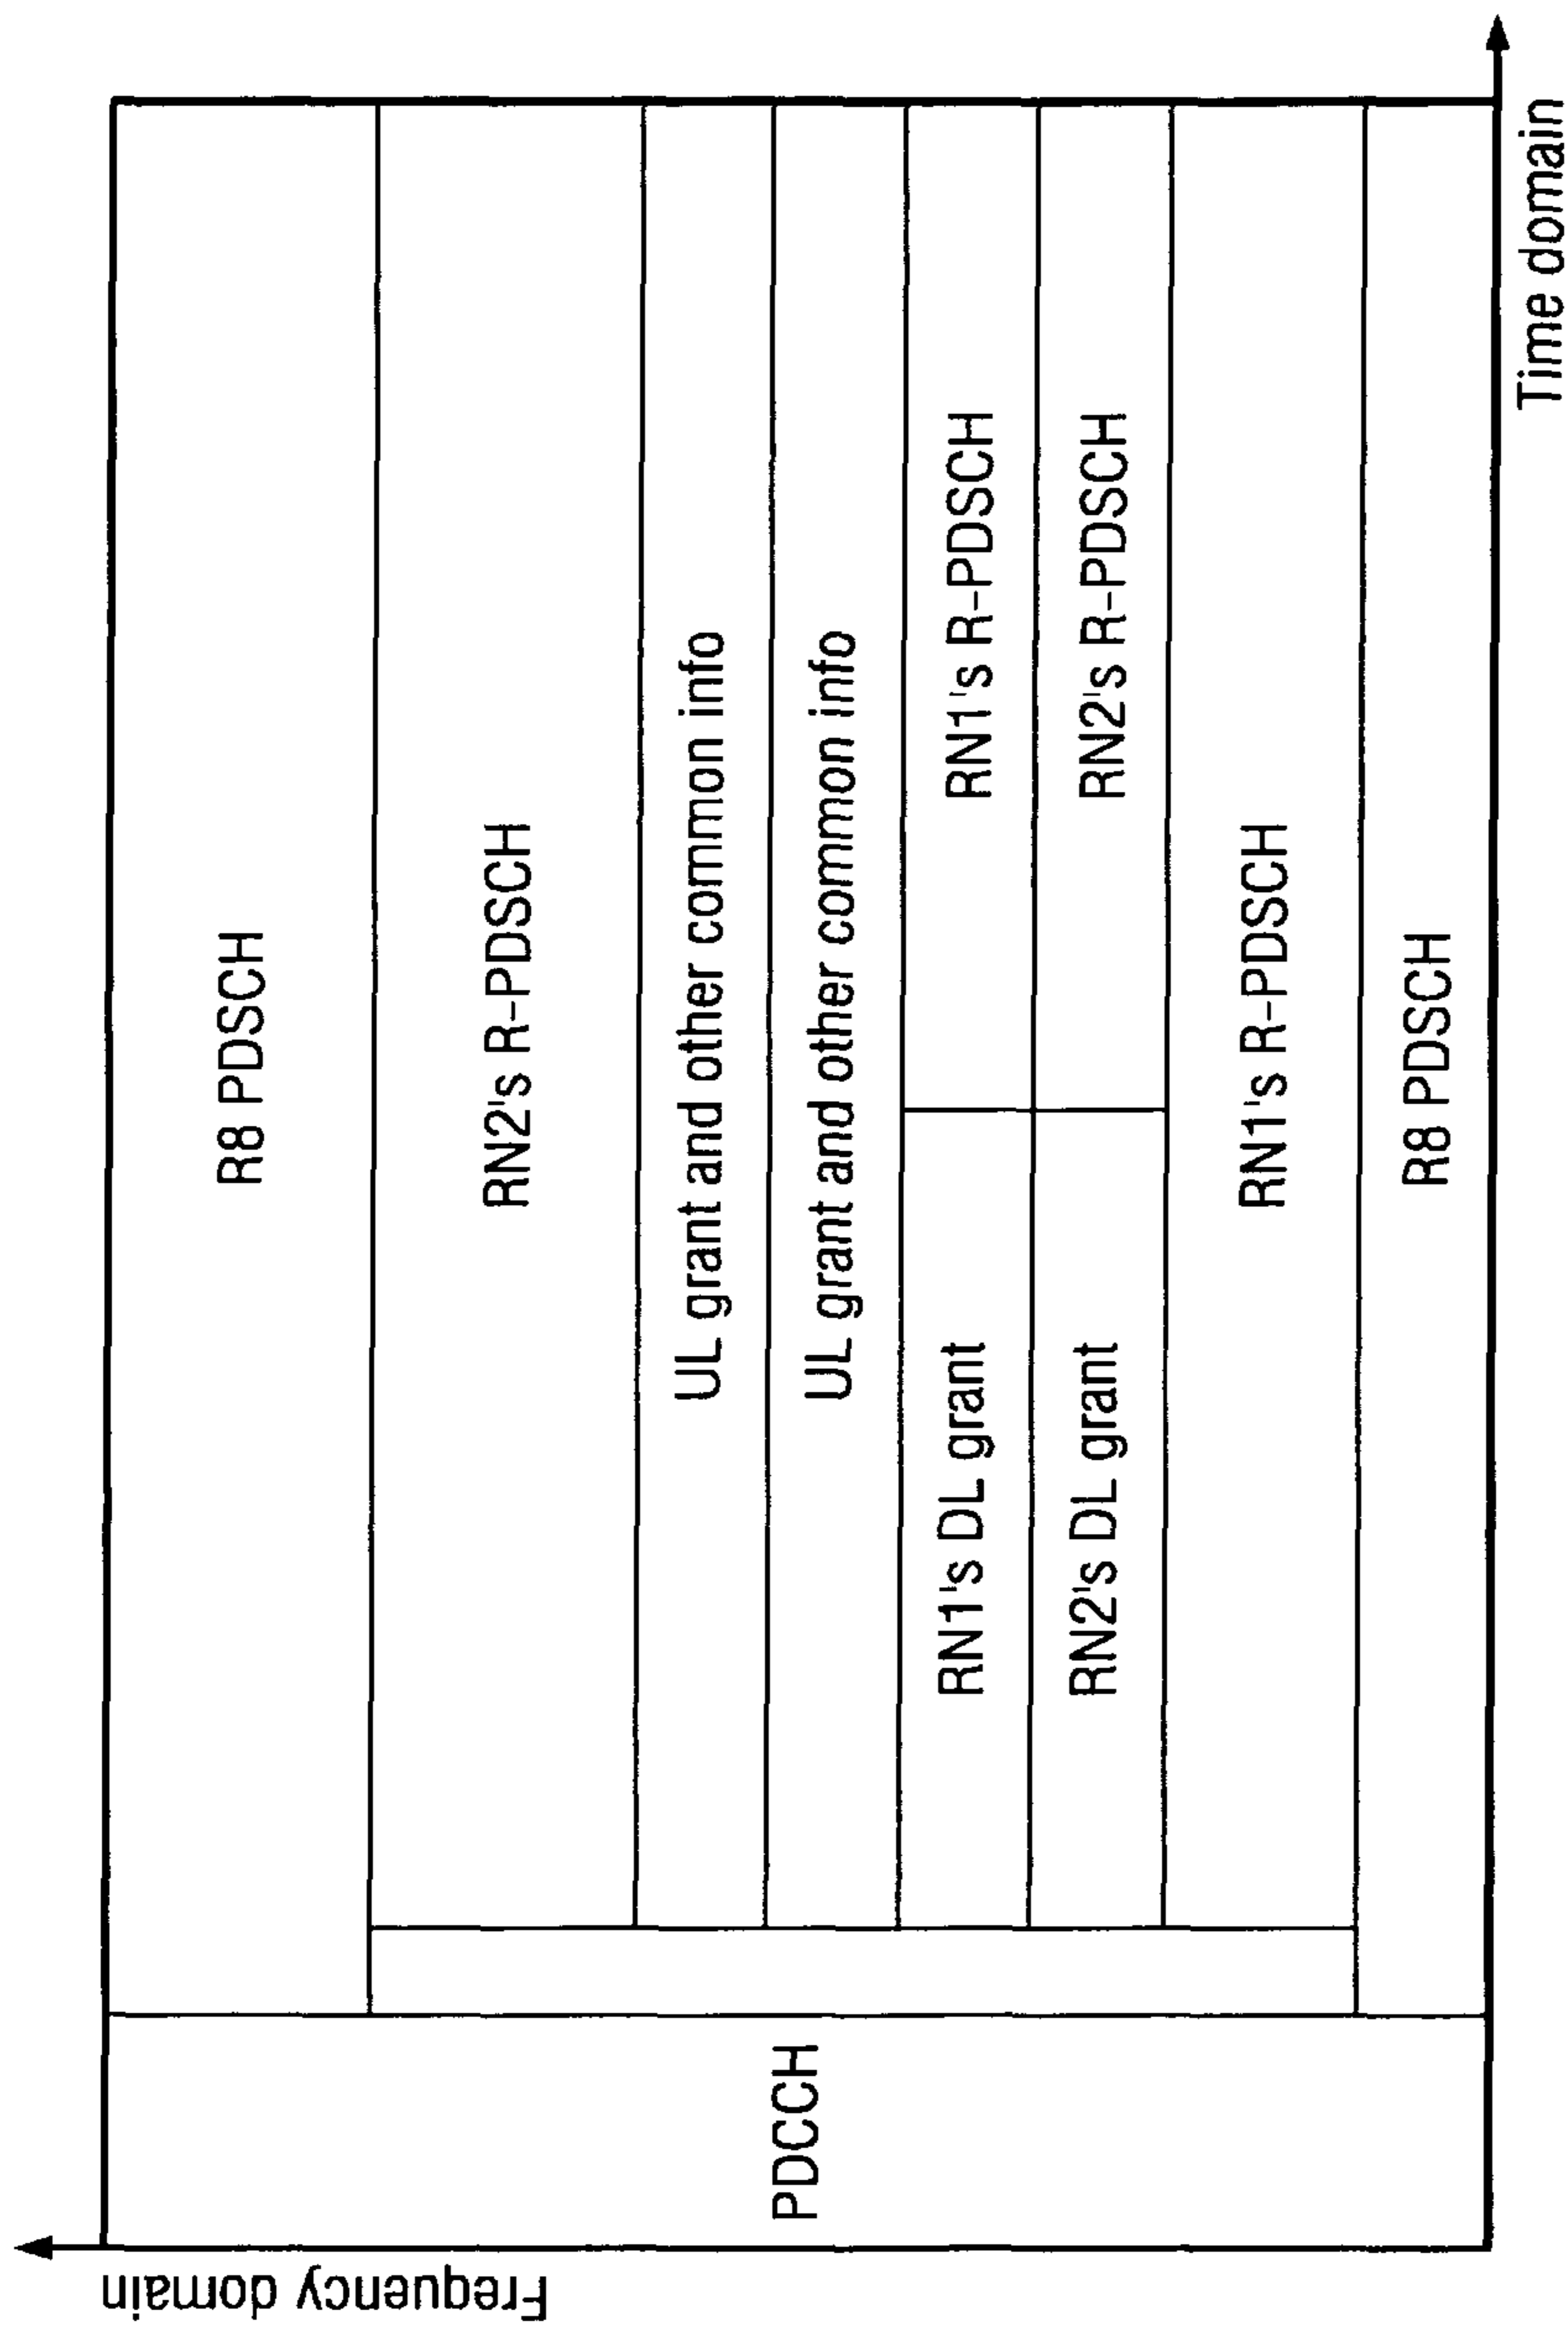 Frequency domain
PDCCH
R8 PDSCH
RN2's R-PDSCH
UL grant and other common info
UL grant and other common info
RN1's DL grant
RN1's R-PDSCH
RN2's DL grant
RN2's R-PDSCH
RN1's R-PDSCH
R8 PDSCH
Time domain